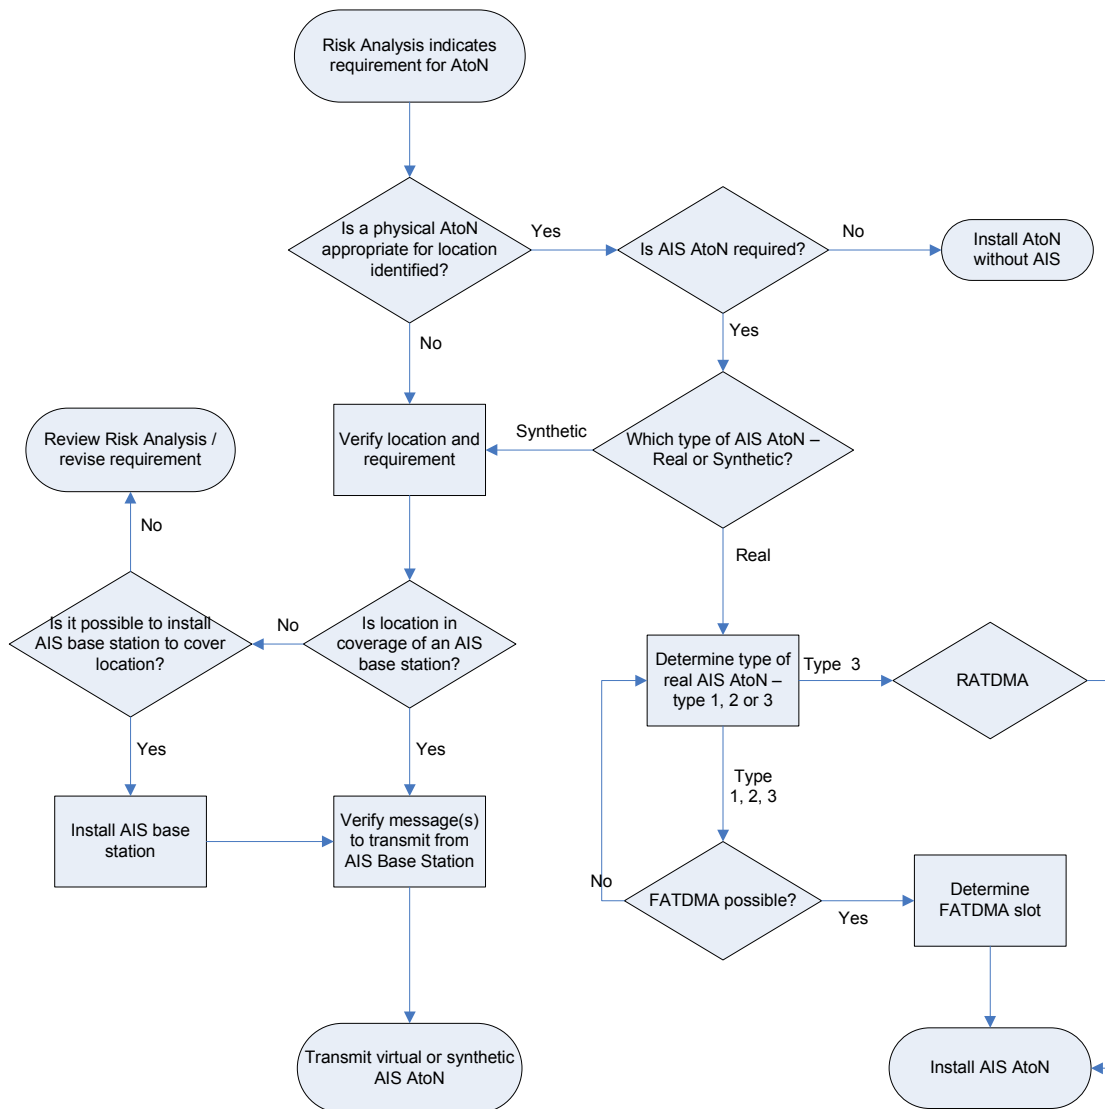 Risk Analysis indicates
requirement for AtoN
Is a physical AtoN
appropriate for location
identified?
Yes
Is AIS AtoN required?
No
Install AtoN
without AIS
No
Yes
Review Risk Analysis /
revise requirement
Verify location and
requirement
Synthetic
Which type of AIS AtoN –
Real or Synthetic?
No
Real
Is it possible to install
AIS base station to cover
location?
No
Is location in
coverage of an AIS
base station?
Determine type of
real AIS AtoN –
type 1, 2 or 3
Type 3
RATDMA
Yes
Yes
Type
1, 2, 3
Install AIS base
station
Verify message(s)
to transmit from
AIS Base Station
No
FATDMA possible?
Yes
Determine
FATDMA slot
Transmit virtual or synthetic
AIS AtoN
Install AIS AtoN